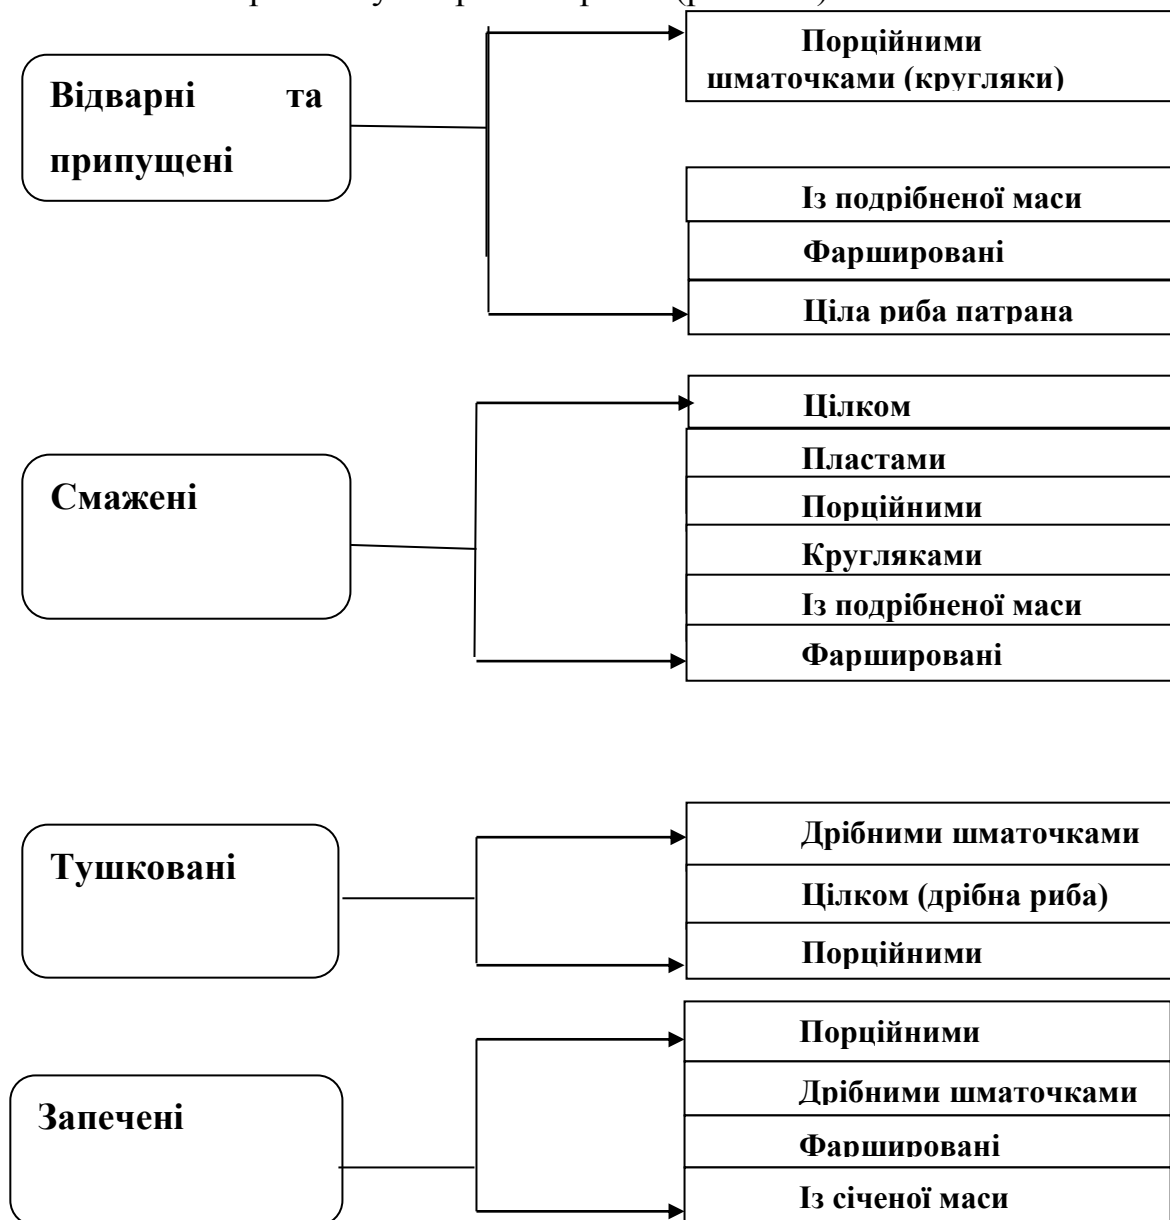 Відварні та
припущені
Порційними
шматочками (кругляки)
Із подрібненої маси
Фаршировані
Ціла риба патрана
Смажені
Цілком
Пластами
Порційними
Кругляками
Із подрібненої маси
Фаршировані
Тушковані
Дрібними шматочками
Цілком (дрібна риба)
Порційними
Запечені
Порційними
Дрібними шматочками
Фаршировані
Із січеної маси